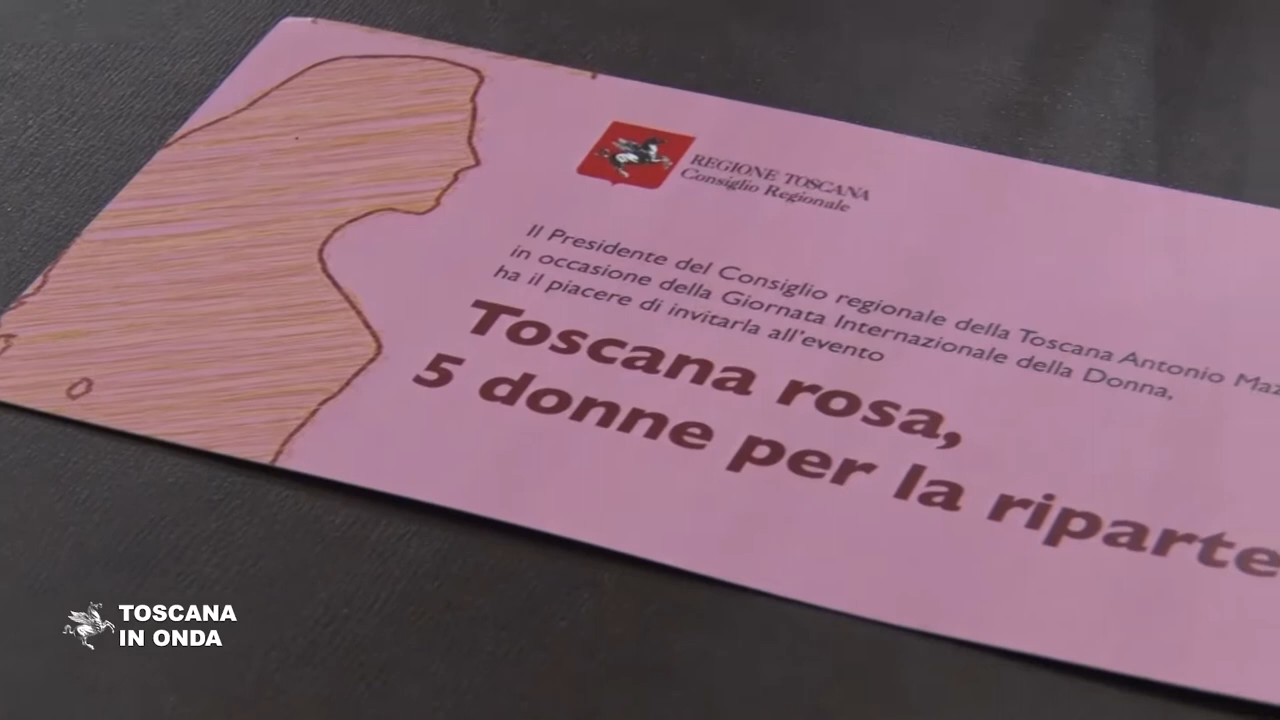 REGIONE TOSCANA
Consiglio Regionale
Il Presidente del Consiglio regionale della Toscana Antonio
in occasione della Giornata Internazionale della Donna,
ha il piacere di invitarla all'evento
Toscana rosa,
5 donne per la
TOSCANA
IN ONDA